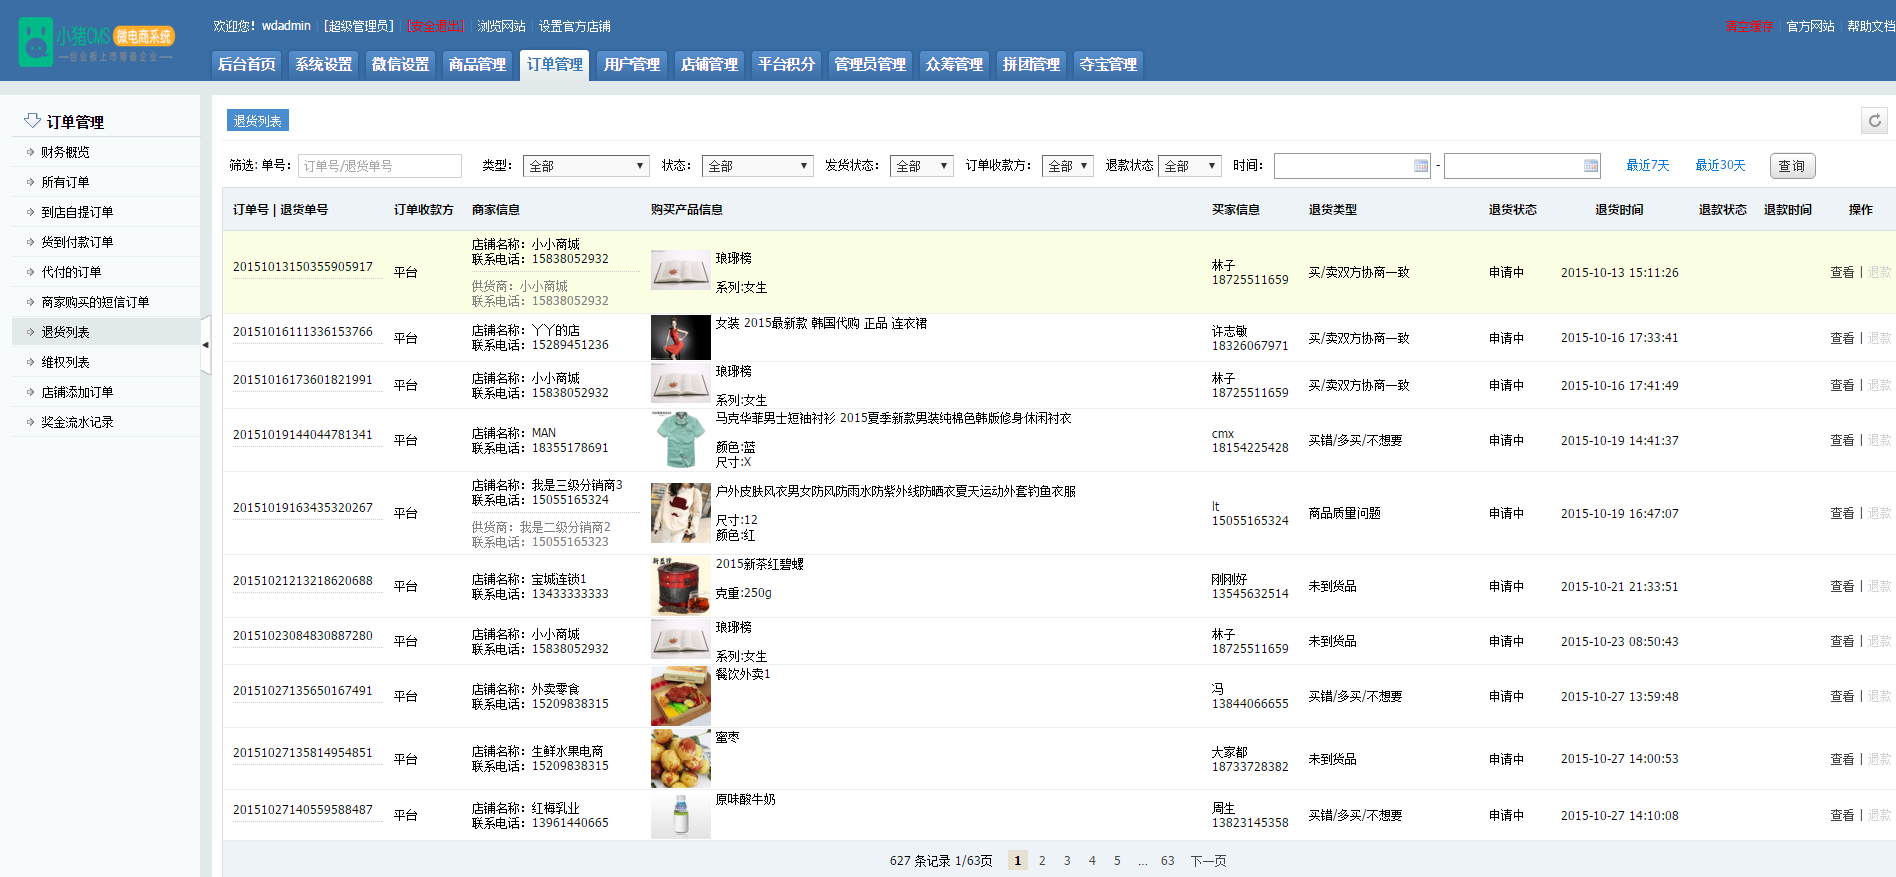 小猪CMS 微电商系统
—创业板上市筹备企业—
欢迎您！wdadmin | [超级管理员] | [安全退出] | 浏览网站 | 设置官方店铺
清空缓存 | 官方网站 | 帮助文档
后台首页 系统设置 微信设置 商品管理 订单管理 用户管理 店铺管理 平台积分 管理员管理 众筹管理 拼团管理 夺宝管理
订单管理
财务概览
所有订单
到店自提订单
货到付款订单
代付的订单
商家购买的短信订单
退货列表
维权列表
店铺添加订单
奖金流水记录
退货列表
筛选: 单号： 订单号/退货单号 类型： 全部 状态： 全部 发货状态： 全部 订单收款方： 全部 退款状态 全部 时间： - 最近7天 最近30天 查询
订单号 | 退货单号 订单收款方 商家信息 购买产品信息 买家信息 退货类型 退货状态 退货时间 退款状态 退款时间 操作
20151013150355905917 平台
店铺名称：小小商城
联系电话：15838052932
供货商：小小商城
联系电话：15838052932
琅琊榜
系列:女生
林子
18725511659
买/卖双方协商一致 申请中 2015-10-13 15:11:26 查看 | 退款
20151016111336153766 平台
店铺名称：丫丫的店
联系电话：15289451236
女装 2015最新款 韩国代购 正品 连衣裙
许志敏
18326067971
买/卖双方协商一致 申请中 2015-10-16 17:33:41 查看 | 退款
20151016173601821991 平台
店铺名称：小小商城
联系电话：15838052932
琅琊榜
系列:女生
林子
18725511659
买/卖双方协商一致 申请中 2015-10-16 17:41:49 查看 | 退款
20151019144044781341 平台
店铺名称：MAN
联系电话：18355178691
马克华菲男士短袖衬衫 2015夏季新款男装纯棉色韩版修身休闲衬衣
颜色:蓝
尺寸:X
cmx
18154225428
买错/多买/不想要 申请中 2015-10-19 14:41:37 查看 | 退款
20151019163435320267 平台
店铺名称：我是三级分销商3
联系电话：15055165324
供货商：我是二级分销商2
联系电话：15055165323
户外皮肤风衣男女防风防雨水防紫外线防晒衣夏天运动外套钓鱼衣服
尺寸:12
颜色:红
lt
15055165324
商品质量问题 申请中 2015-10-19 16:47:07 查看 | 退款
20151021213218620688 平台
店铺名称：宝城连锁1
联系电话：13433333333
2015新茶红碧螺
克重:250g
刚刚好
13545632514
未到货品 申请中 2015-10-21 21:33:51 查看 | 退款
20151023084830887280 平台
店铺名称：小小商城
联系电话：15838052932
琅琊榜
系列:女生
林子
18725511659
未到货品 申请中 2015-10-23 08:50:43 查看 | 退款
20151027135650167491 平台
店铺名称：外卖零食
联系电话：15209838315
餐饮外卖1
冯
13844066655
买错/多买/不想要 申请中 2015-10-27 13:59:48 查看 | 退款
20151027135814954851 平台
店铺名称：生鲜水果电商
联系电话：15209838315
蜜枣
大家都
18733728382
未到货品 申请中 2015-10-27 14:00:53 查看 | 退款
20151027140559588487 平台
店铺名称：红梅乳业
联系电话：13961440665
原味酸牛奶
周生
13823145358
买错/多买/不想要 申请中 2015-10-27 14:10:08 查看 | 退款
627 条记录 1/63页 1 2 3 4 5 ... 63 下一页